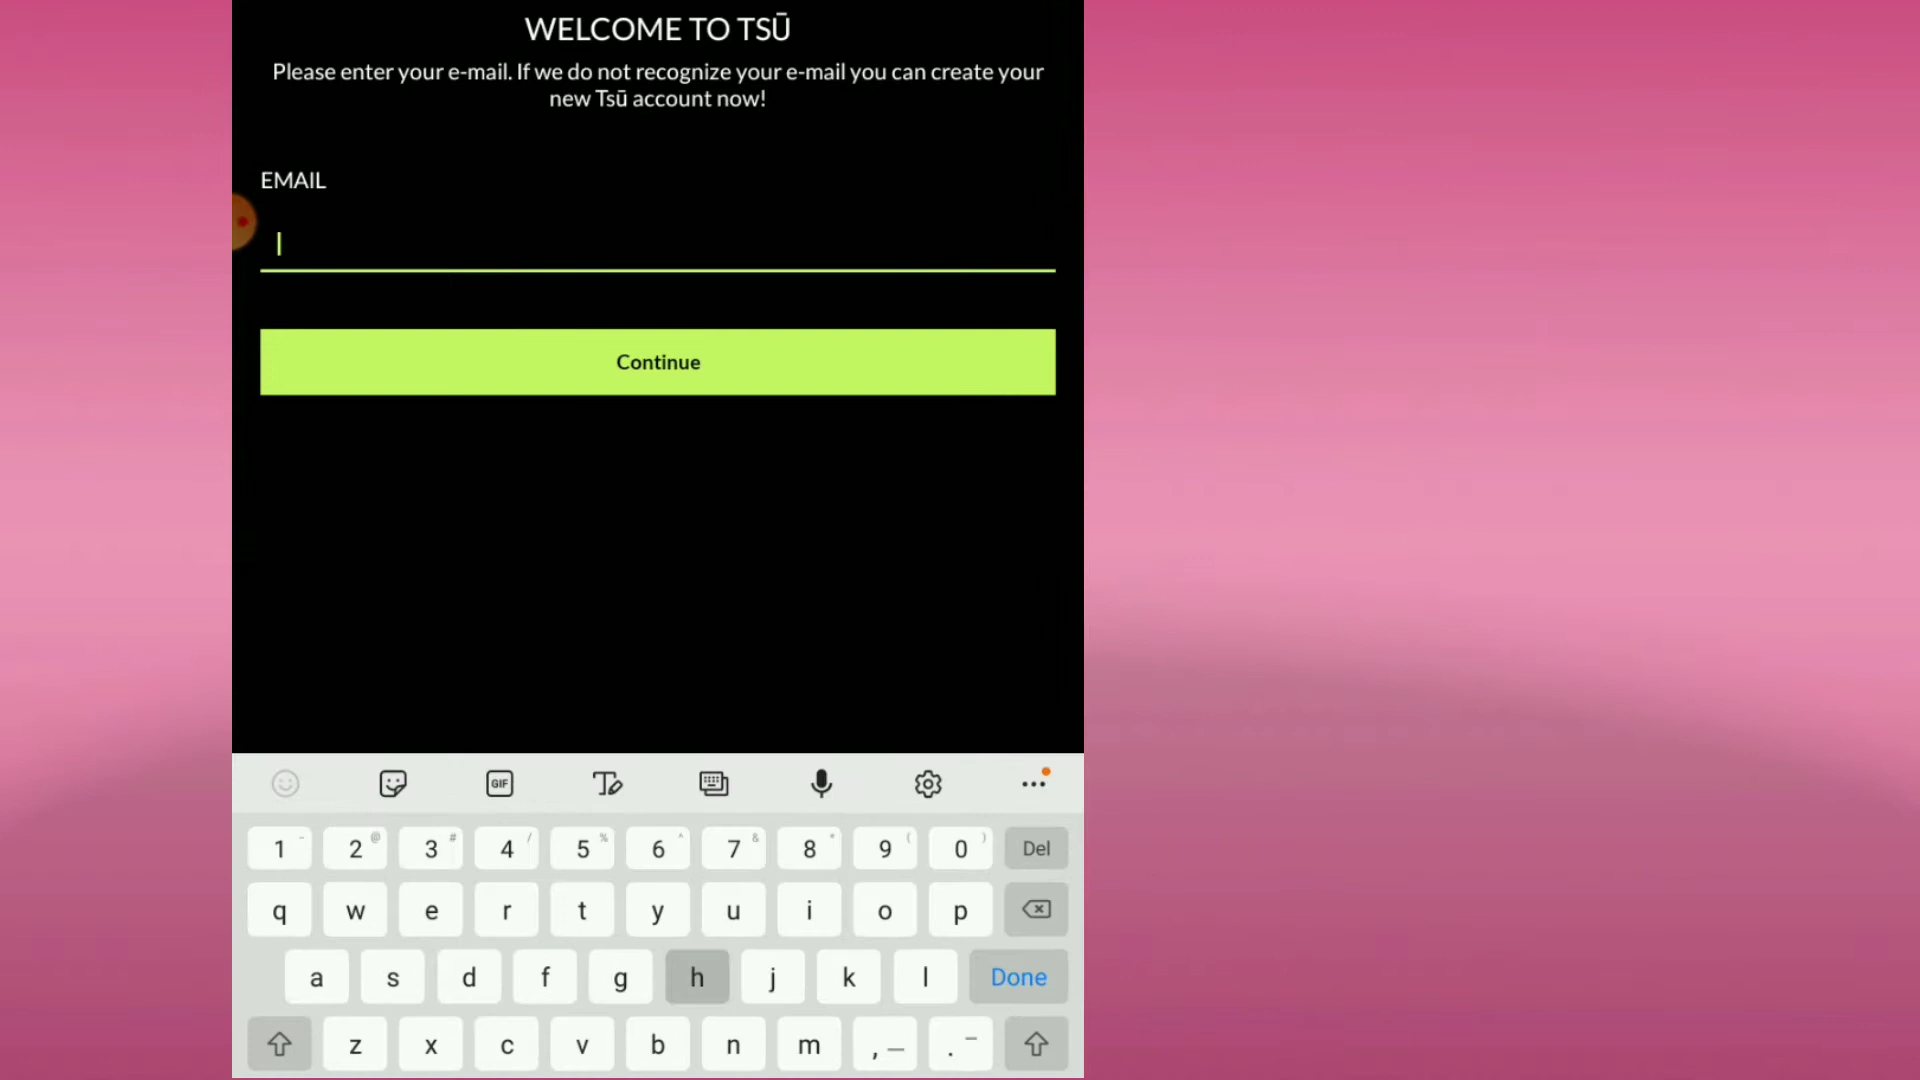 WELCOME TO TSŪ
Please enter your e-mail. If we do not recognize your e-mail you can create your
new Tsū account now!
EMAIL
Continue
GIF
1 - 2 @ 3 # 4 / 5 % 6 ^ 7 & 8 * 9 ( 0 ) Del
q w e r t y u i o p
a s d f g h j k l Done
z x c v b n m , .